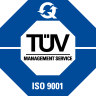 Q
TÜV
MANAGEMENT SERVICE
ISO 9001